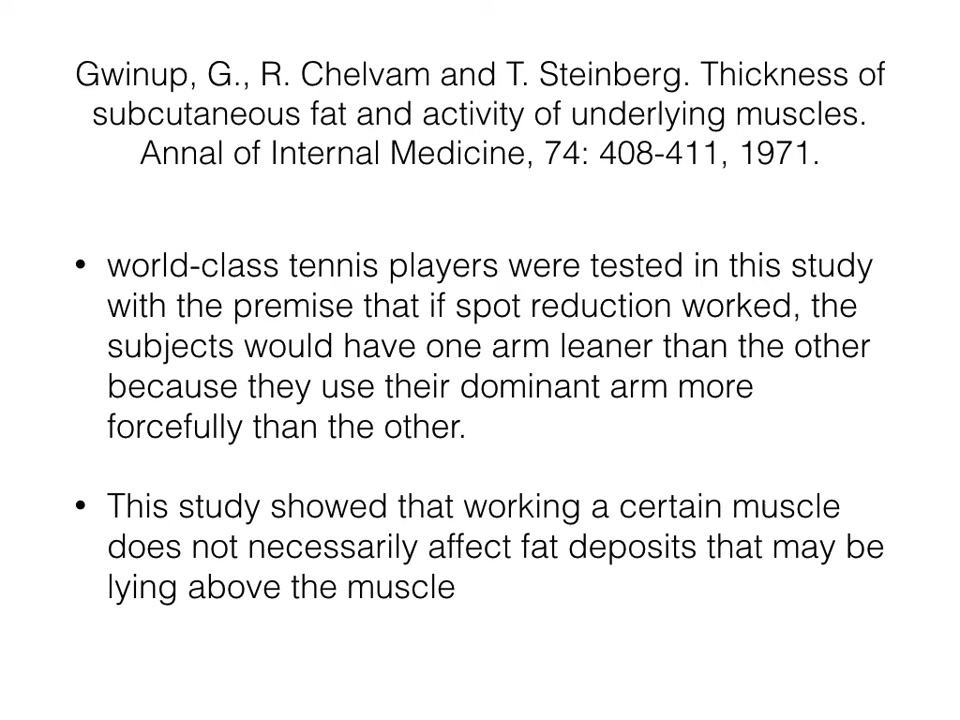 Gwinup, G., R. Chelvam and T. Steinberg. Thickness of
subcutaneous fat and activity of underlying muscles.
Annal of Internal Medicine, 74: 408-411, 1971.
• world-class tennis players were tested in this study
with the premise that if spot reduction worked, the
subjects would have one arm leaner than the other
because they use their dominant arm more
forcefully than the other.
• This study showed that working a certain muscle
does not necessarily affect fat deposits that may be
lying above the muscle